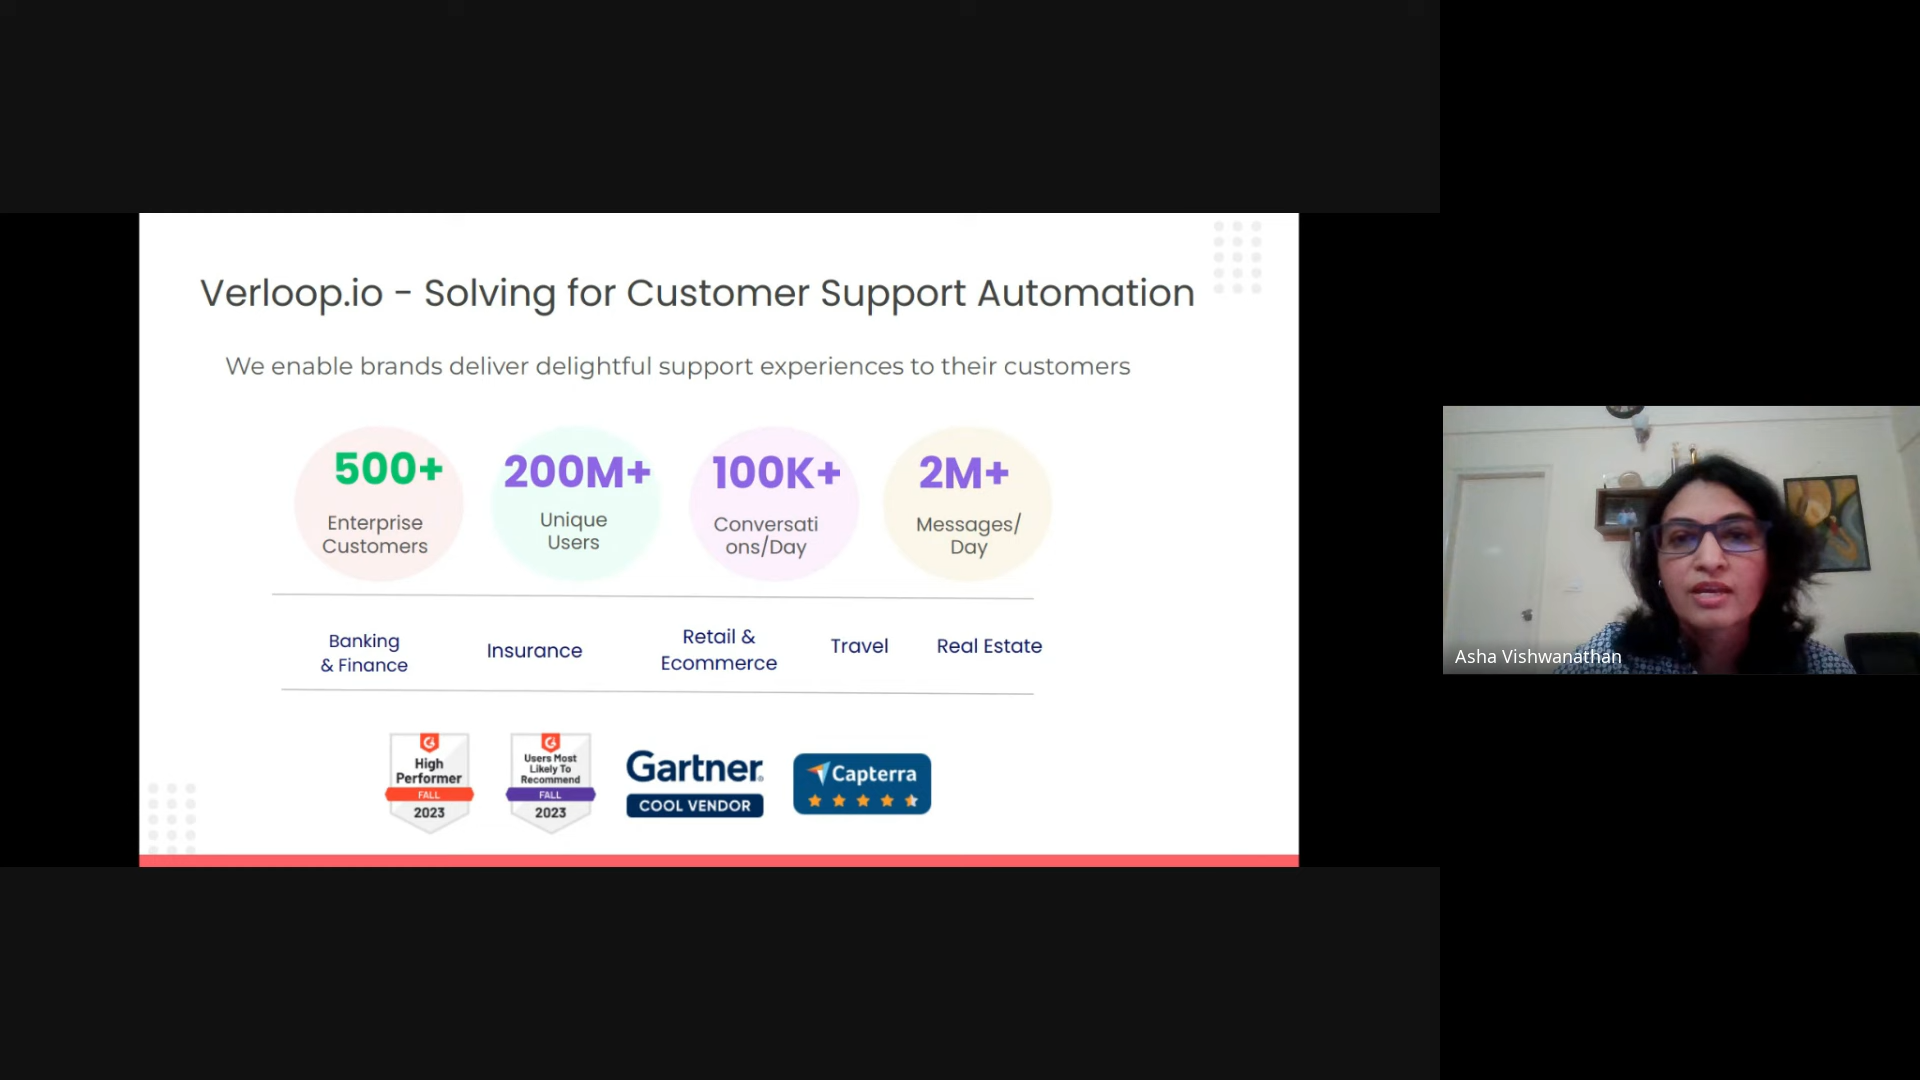 Verloop.io - Solving for Customer Support Automation
We enable brands deliver delightful support experiences to their customers
500+
Enterprise
Customers
200M+
Unique
Users
100K+
Conversati
ons/Day
2M+
Messages/
Day
Banking
& Finance
Insurance
Retail &
Ecommerce
Travel
Real Estate
High
Performer
FALL
2023
Users Most
Likely To
Recommend
FALL
2023
Gartner
COOL VENDOR
Capterra
Asha Vishwanathan